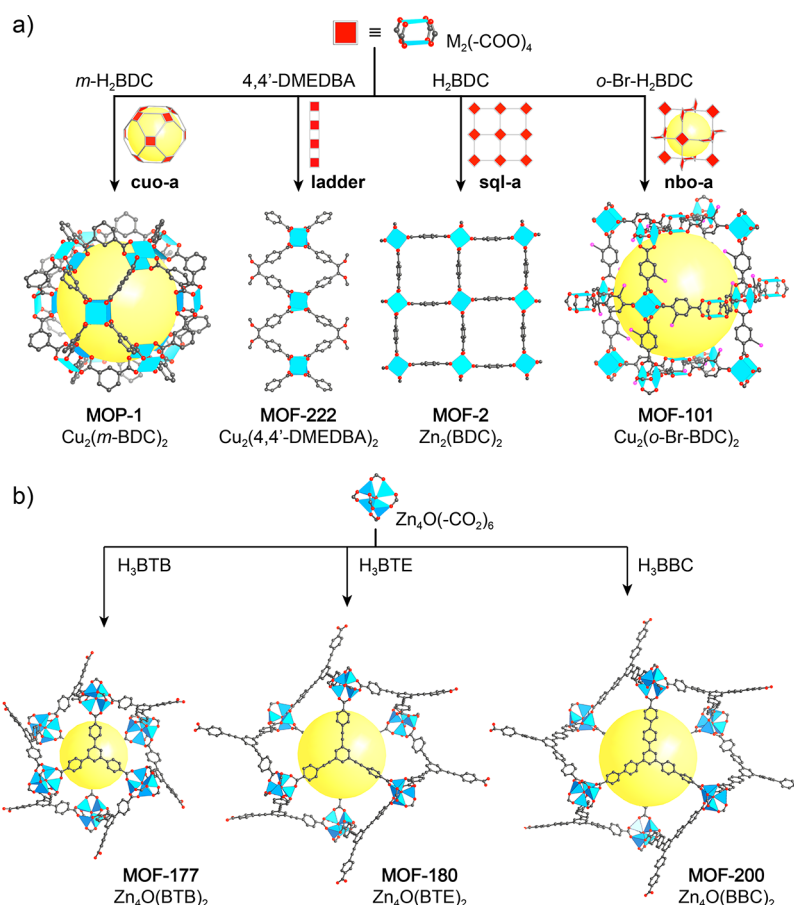 a)
≡ M₂(-COO)₄
m-H₂BDC 4,4'-DMEDBA H₂BDC o-Br-H₂BDC
cuo-a ladder sql-a nbo-a
MOP-1 MOF-222 MOF-2 MOF-101
Cu₂(m-BDC)₂ Cu₂(4,4'-DMEDBA)₂ Zn₂(BDC)₂ Cu₂(o-Br-BDC)₂
b)
Zn₄O(-CO₂)₆
H₃BTB H₃BTE H₃BBC
MOF-177 MOF-180 MOF-200
Zn₄O(BTB)₂ Zn₄O(BTE)₂ Zn₄O(BBC)₂